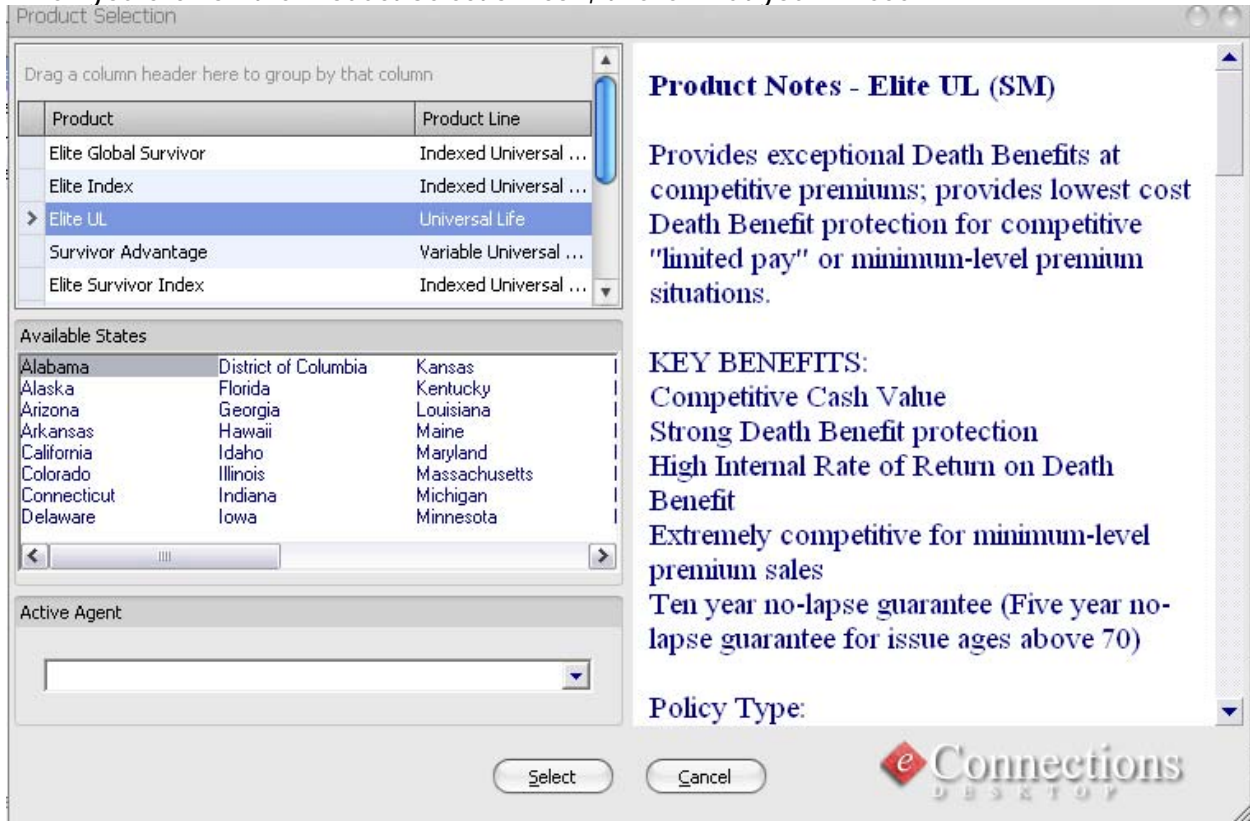 Product Selection
Drag a column header here to group by that column
Product Product Line
Elite Global Survivor Indexed Universal ...
Elite Index Indexed Universal ...
Elite UL Universal Life
Survivor Advantage Variable Universal ...
Elite Survivor Index Indexed Universal ...
Available States
Alabama District of Columbia Kansas
Alaska Florida Kentucky
Arizona Georgia Louisiana
Arkansas Hawaii Maine
California Idaho Maryland
Colorado Illinois Massachusetts
Connecticut Indiana Michigan
Delaware Iowa Minnesota
Active Agent
Product Notes - Elite UL (SM)
Provides exceptional Death Benefits at
competitive premiums; provides lowest cost
Death Benefit protection for competitive
"limited pay" or minimum-level premium
situations.
KEY BENEFITS:
Competitive Cash Value
Strong Death Benefit protection
High Internal Rate of Return on Death
Benefit
Extremely competitive for minimum-level
premium sales
Ten year no-lapse guarantee (Five year no-
lapse guarantee for issue ages above 70)
Policy Type:
Select Cancel
e Connections
DESKTOP